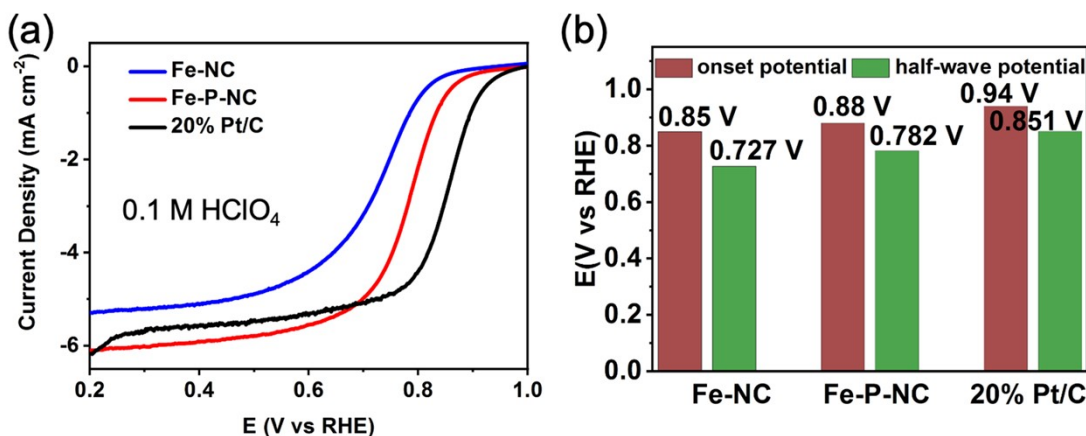 (a)
Fe-NC
Fe-P-NC
20% Pt/C
0.1 M HClO₄
Current Density (mA cm⁻²)
0
-2
-4
-6
0.2 0.4 0.6 0.8 1.0
E (V vs RHE)
(b)
onset potential half-wave potential
E(V vs RHE)
1.0
0.8
0.6
0.4
0.2
0.0
0.85 V
0.727 V
0.88 V
0.782 V
0.94 V
0.851 V
Fe-NC Fe-P-NC 20% Pt/C